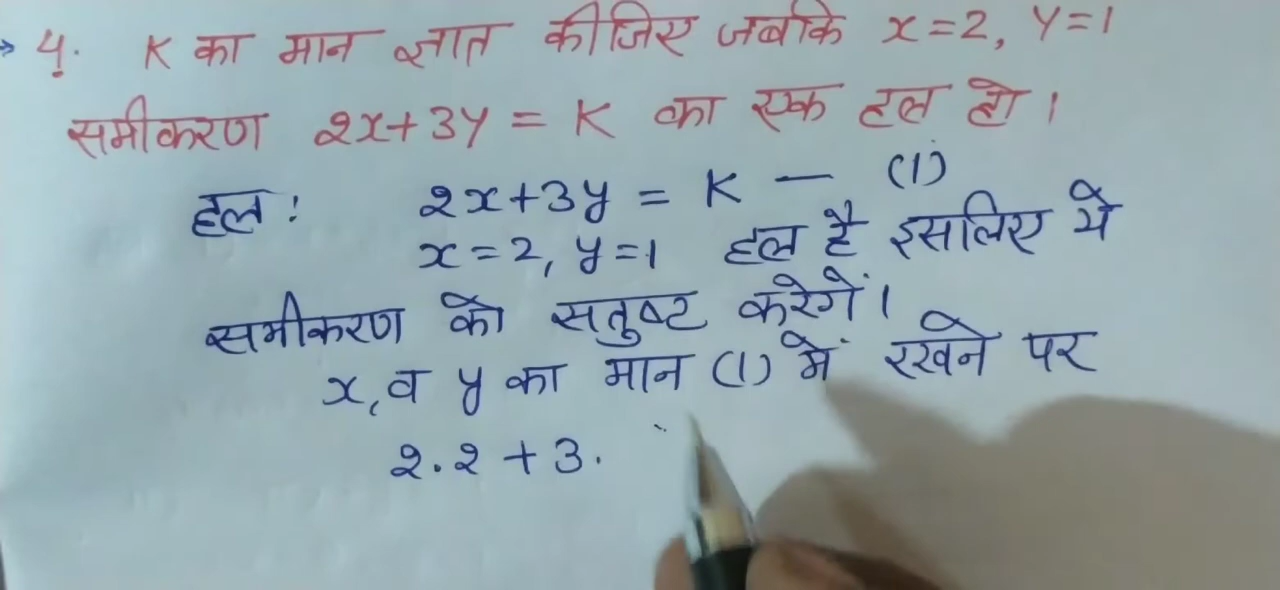 → 4. K का मान ज्ञात कीजिए जबकि x=2, y=1
समीकरण 2x+3y = K का एक हल हो।
हल: 2x+3y = K — (1)
x=2, y=1 हल है इसलिए ये
समीकरण को सतुष्ट करेगें।
x, व y का मान (1) में रखने पर
2.2 + 3.